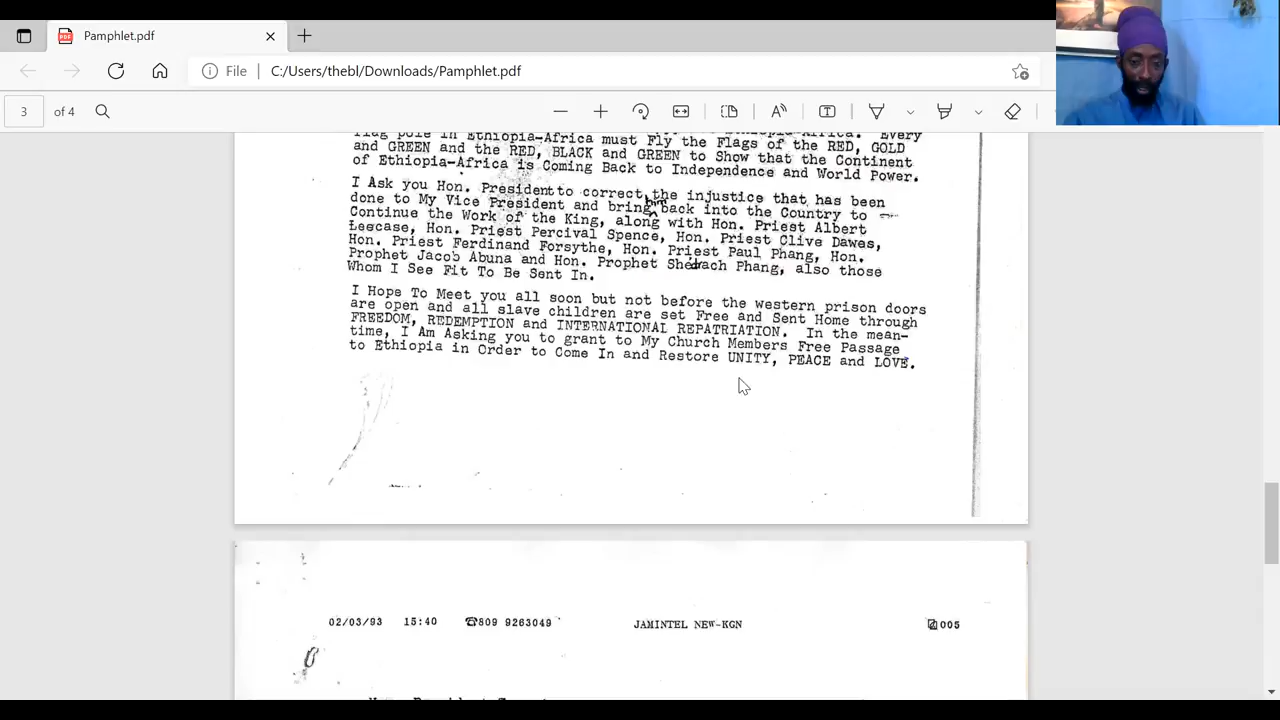 Pamphlet.pdf
File C:/Users/thebl/Downloads/Pamphlet.pdf
3 of 4
flag pole in Ethiopia-Africa must Fly the Flags of the RED, GOLD
and GREEN and the RED, BLACK and GREEN to Show that the Continent
of Ethiopia-Africa is Coming Back to Independence and World Power.
I Ask you Hon. President to correct the injustice that has been
done to My Vice President and bring him back into the Country to
Continue the Work of the King, along with Hon. Priest Albert
Leecase, Hon. Priest Percival Spence, Hon. Priest Clive Dawes,
Hon. Priest Ferdinand Forsythe, Hon. Priest Paul Phang, Hon.
Prophet Jacob Abuna and Hon. Prophet Shedrach Phang, also those
Whom I See Fit To Be Sent In.
I Hope To Meet you all soon but not before the western prison doors
are open and all slave children are set Free and Sent Home through
FREEDOM, REDEMPTION and INTERNATIONAL REPATRIATION. In the mean-
time, I Am Asking you to grant to My Church Members Free Passage
to Ethiopia in Order to Come In and Restore UNITY, PEACE and LOVE.
02/03/93 15:40 ☎809 9263049 JAMINTEL NEW-KGN 005